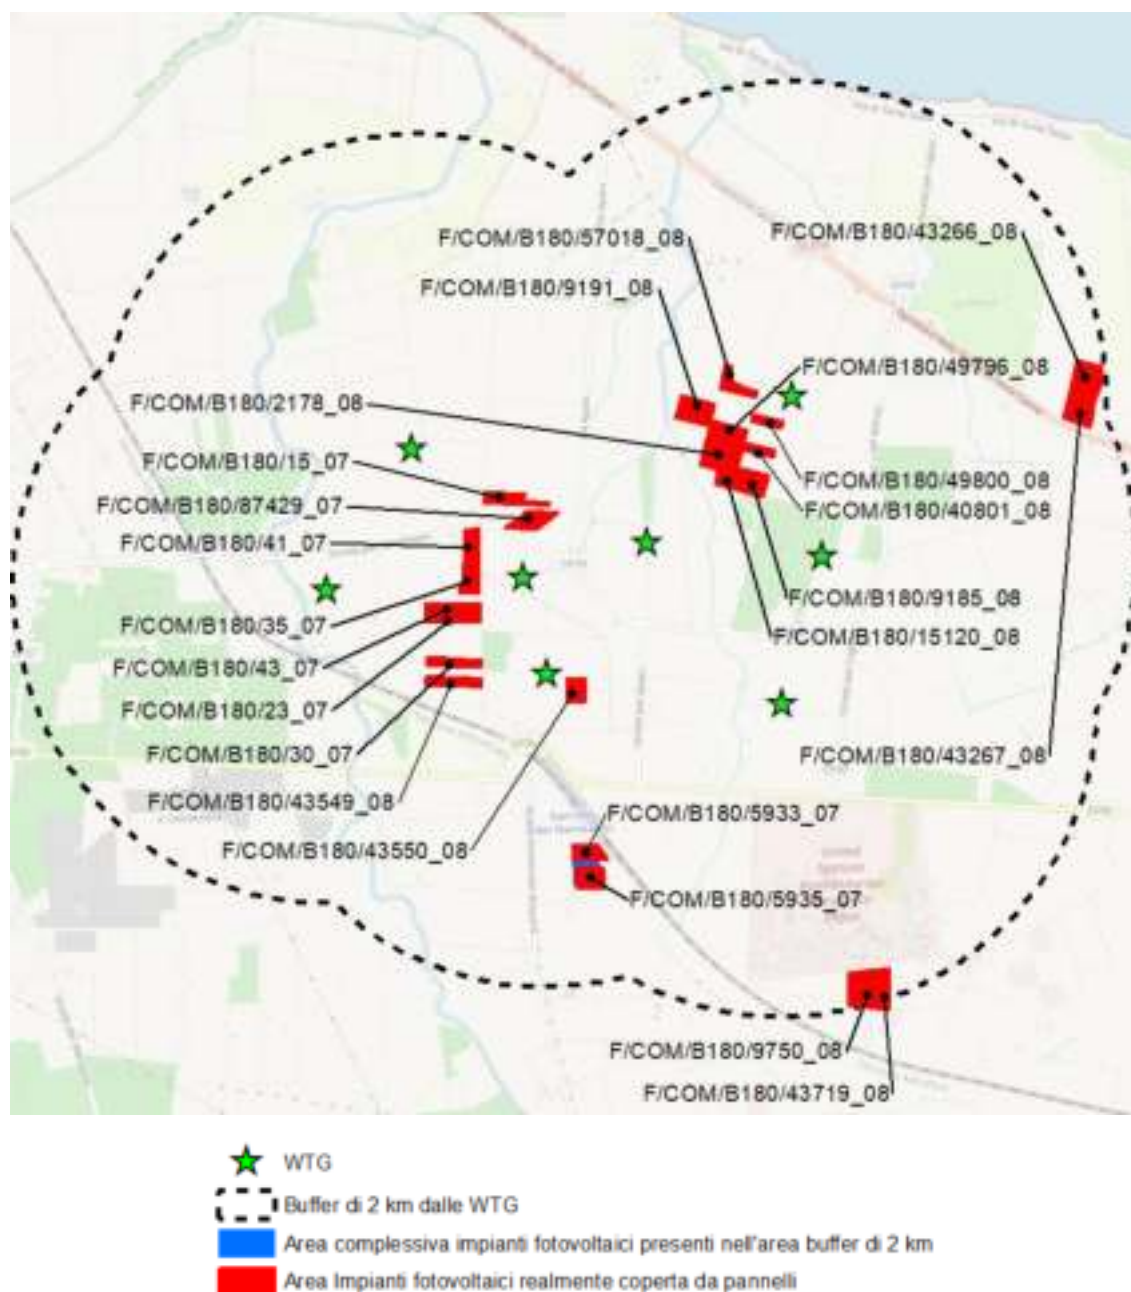 F/COM/B180/57018_08
F/COM/B180/43266_08
F/COM/B180/9191_08
F/COM/B180/49796_08
F/COM/B180/2178_08
F/COM/B180/15_07
F/COM/B180/49800_08
F/COM/B180/87429_07
F/COM/B180/40801_08
F/COM/B180/41_07
F/COM/B180/9185_08
F/COM/B180/35_07
F/COM/B180/15120_08
F/COM/B180/43_07
F/COM/B180/23_07
F/COM/B180/30_07
F/COM/B180/43267_08
F/COM/B180/43549_08
F/COM/B180/5933_07
F/COM/B180/43550_08
F/COM/B180/5935_07
F/COM/B180/9750_08
F/COM/B180/43719_08
WTG
Buffer di 2 km dalle WTG
Area complessiva impianti fotovoltaici presenti nell'area buffer di 2 km
Area Impianti fotovoltaici realmente coperta da pannelli